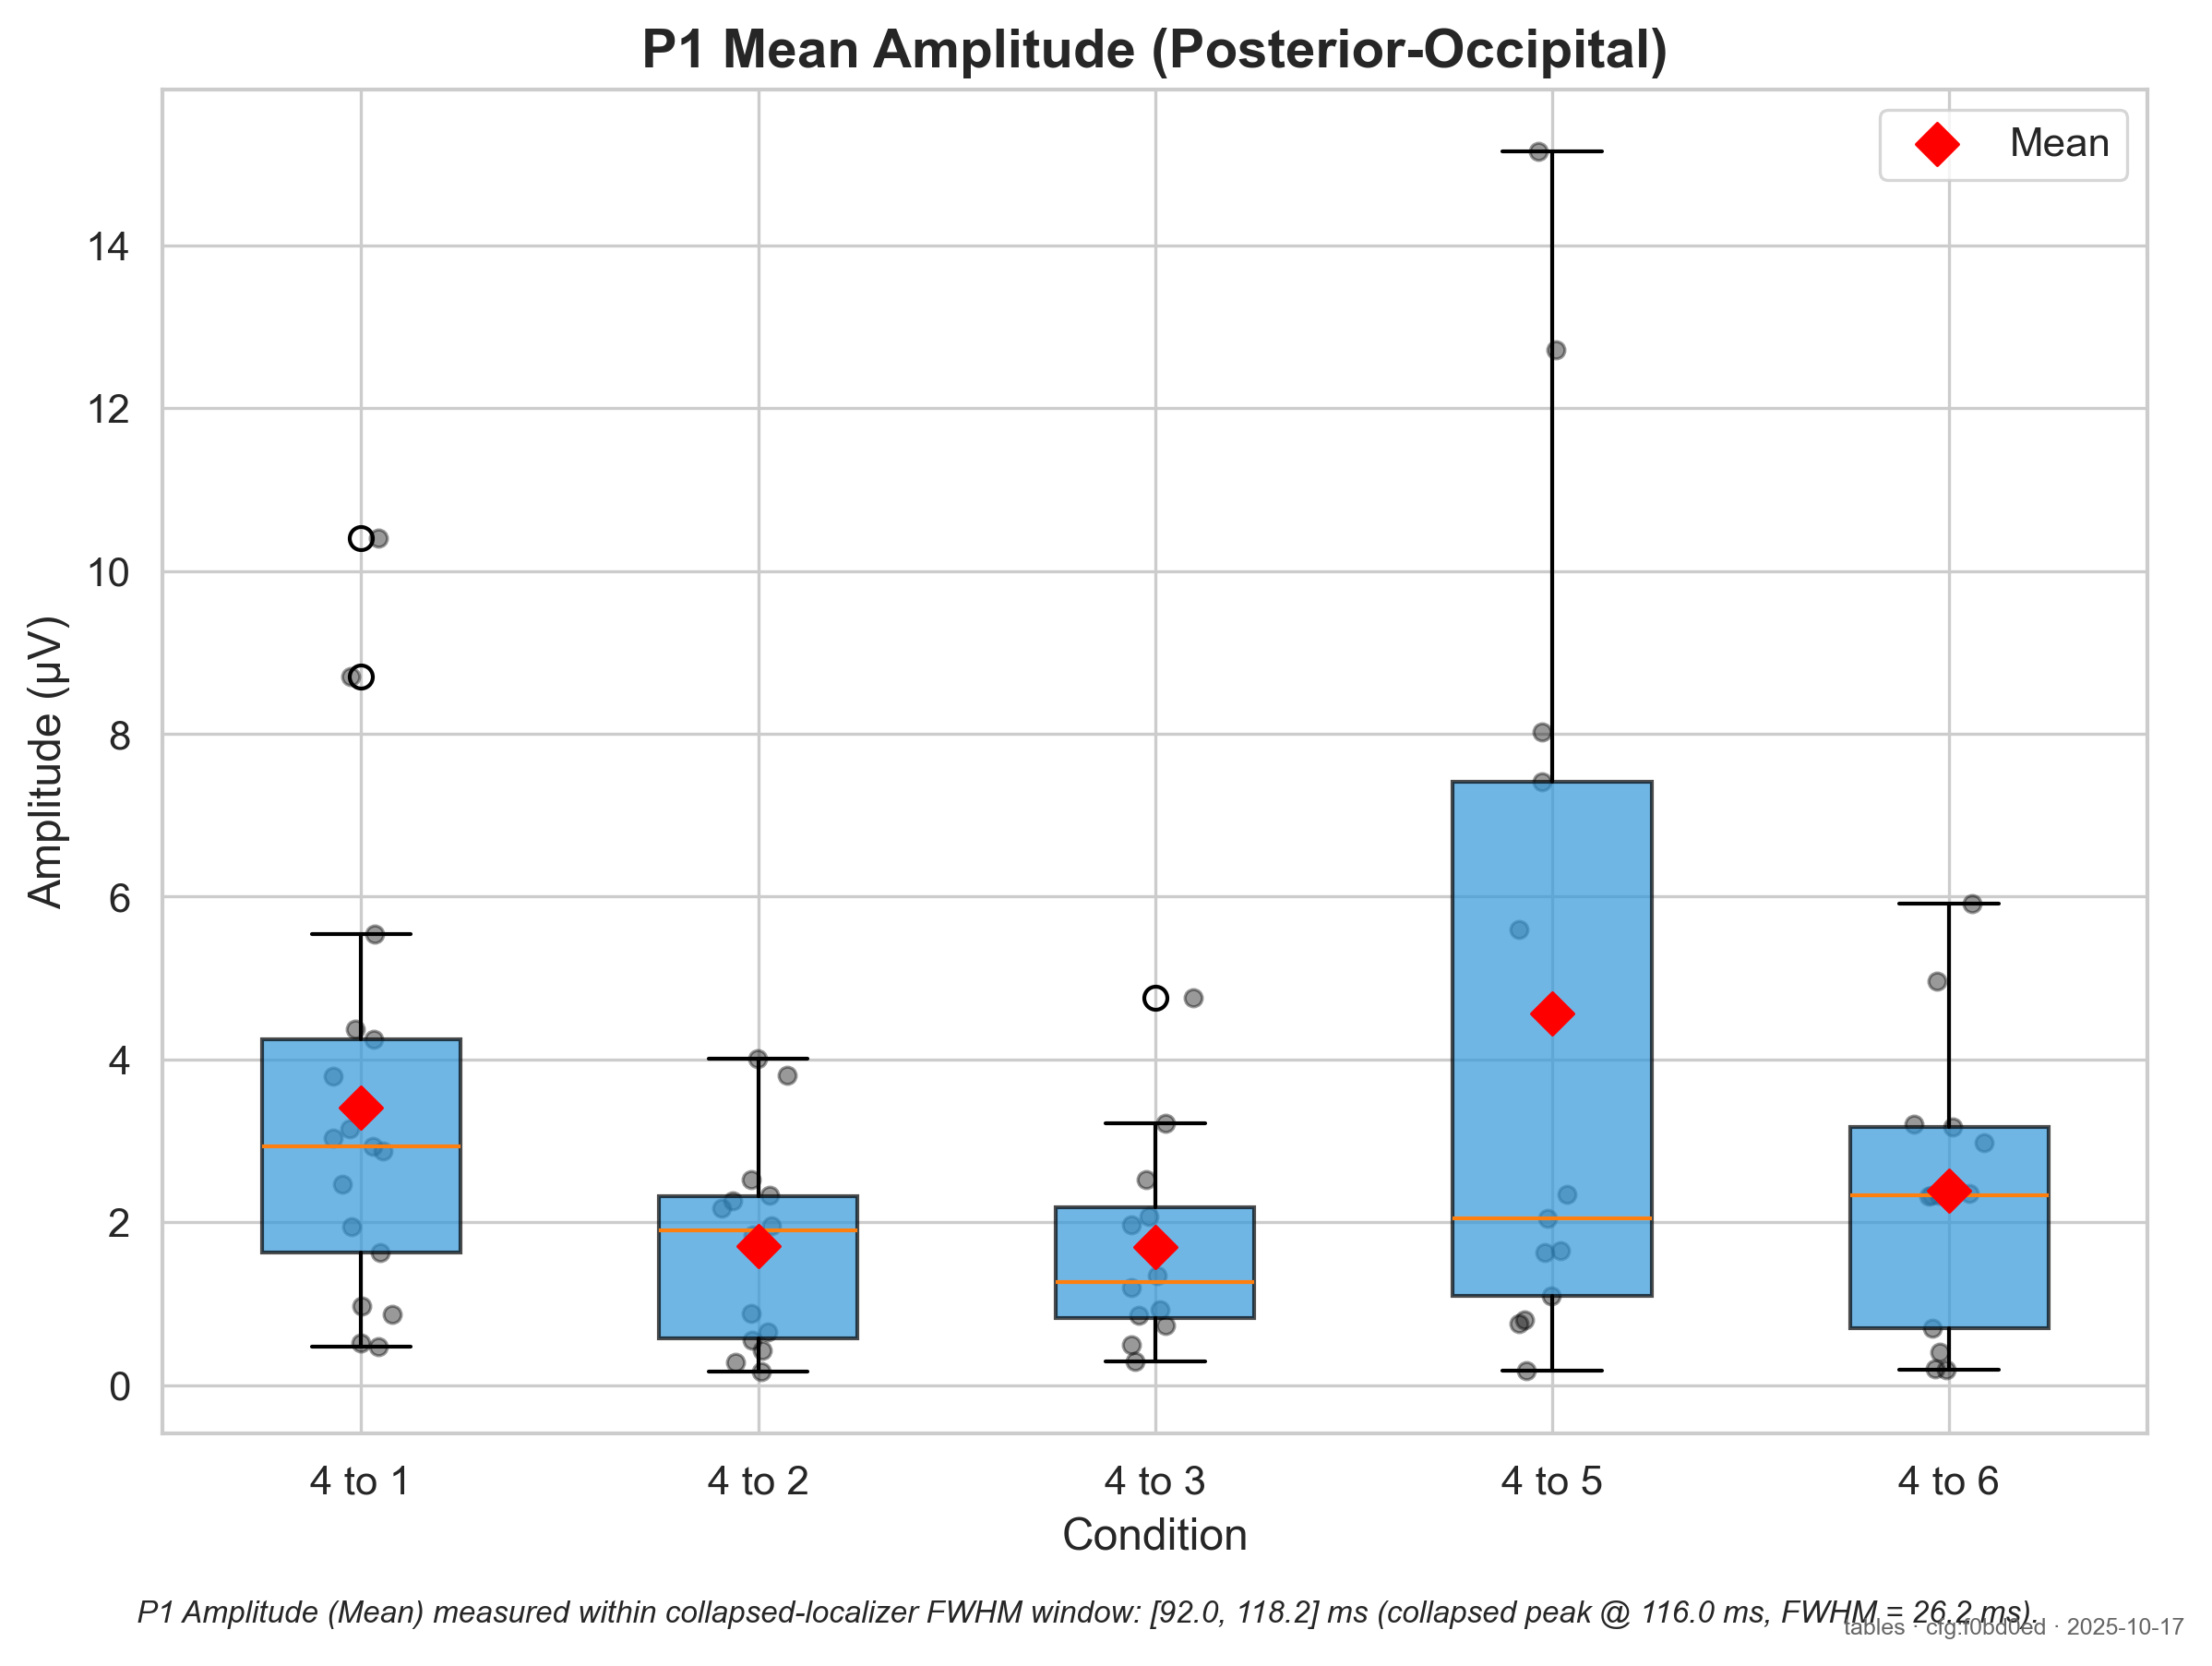 P1 Mean Amplitude (Posterior-Occipital)
Mean
14
12
10
8
6
4
2
0
Amplitude (µV)
4 to 1
4 to 2
4 to 3
4 to 5
4 to 6
Condition
P1 Amplitude (Mean) measured within collapsed-localizer FWHM window: [92.0, 118.2] ms (collapsed peak @ 116.0 ms, FWHM = 26.2 ms).
tables · cfg:f0bd0ed · 2025-10-17